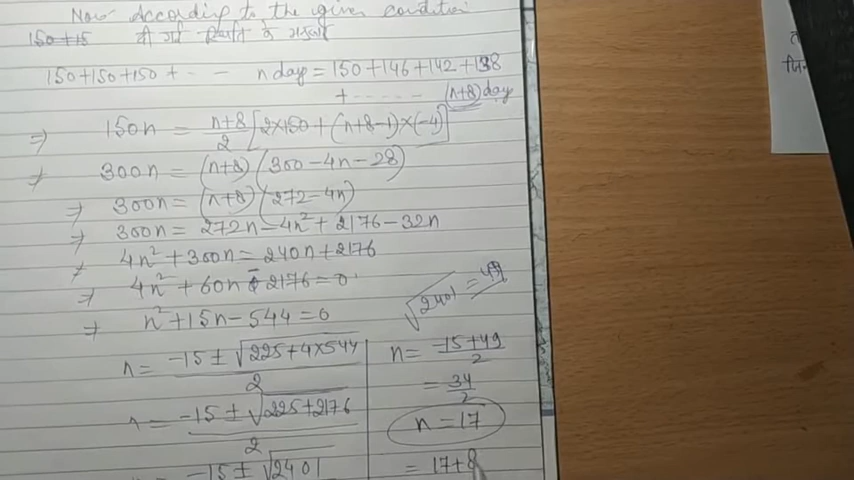 Now According to the given condition
150+15 दी गई स्थिति के अनुसार
150+150+150+ - - n day = 150+146+142+138
+ - - - - - (n+8) day
⇒ 150n = n+8/2 [2×150+(n+8-1)×(-4)]
⇒ 300n = (n+8) (300-4n-28)
⇒ 300n = (n+8) (272-4n)
⇒ 300n = 272n-4n²+2176-32n
⇒ 4n²+300n = 240n+2176
⇒ 4n²+60n-2176=0
⇒ n²+15n-544=0
√2401 = 49
n = -15±√225+4×544/2
n = -15±√225+2176/2
-15±√2401
n = -15+49/2
= 34/2
n=17
= 17+8